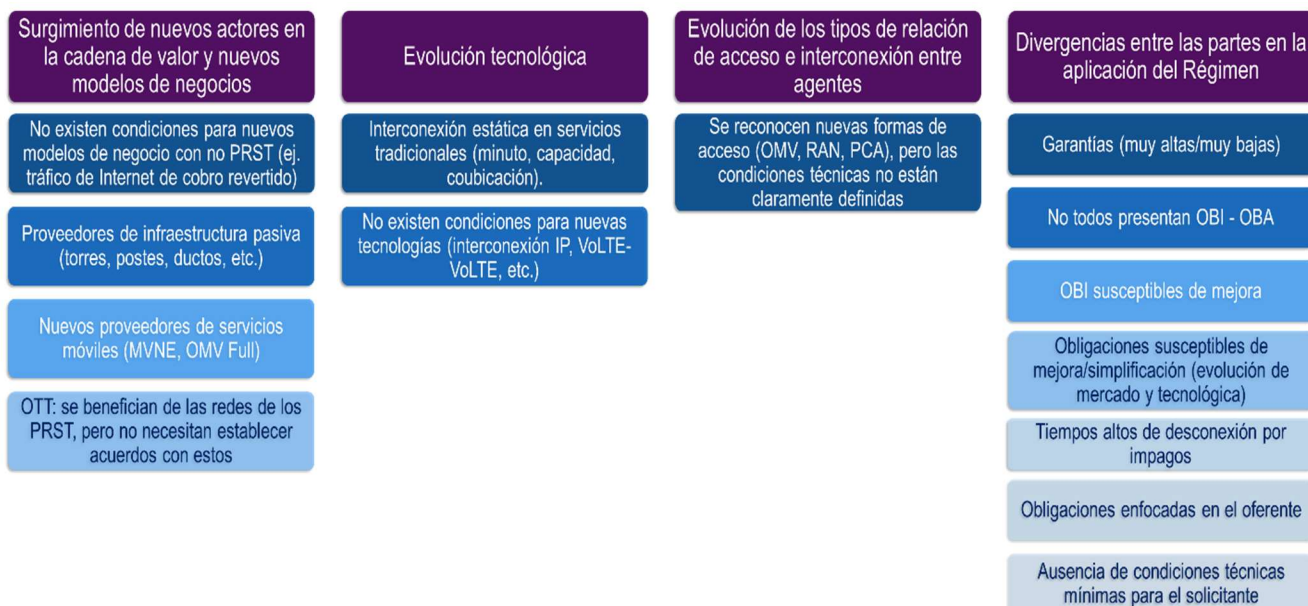 Surgimiento de nuevos actores en
la cadena de valor y nuevos
modelos de negocios
No existen condiciones para nuevos
modelos de negocio con no PRST (ej.
tráfico de Internet de cobro revertido)
Proveedores de infraestructura pasiva
(torres, postes, ductos, etc.)
Nuevos proveedores de servicios
móviles (MVNE, OMV Full)
OTT: se benefician de las redes de los
PRST, pero no necesitan establecer
acuerdos con estos
Evolución tecnológica
Interconexión estática en servicios
tradicionales (minuto, capacidad,
coubicación).
No existen condiciones para nuevas
tecnologías (interconexión IP, VoLTE-
VoLTE, etc.)
Evolución de los tipos de relación
de acceso e interconexión entre
agentes
Se reconocen nuevas formas de
acceso (OMV, RAN, PCA), pero las
condiciones técnicas no están
claramente definidas
Divergencias entre las partes en la
aplicación del Régimen
Garantías (muy altas/muy bajas)
No todos presentan OBI - OBA
OBI susceptibles de mejora
Obligaciones susceptibles de
mejora/simplificación (evolución de
mercado y tecnológica)
Tiempos altos de desconexión por
impagos
Obligaciones enfocadas en el oferente
Ausencia de condiciones técnicas
mínimas para el solicitante